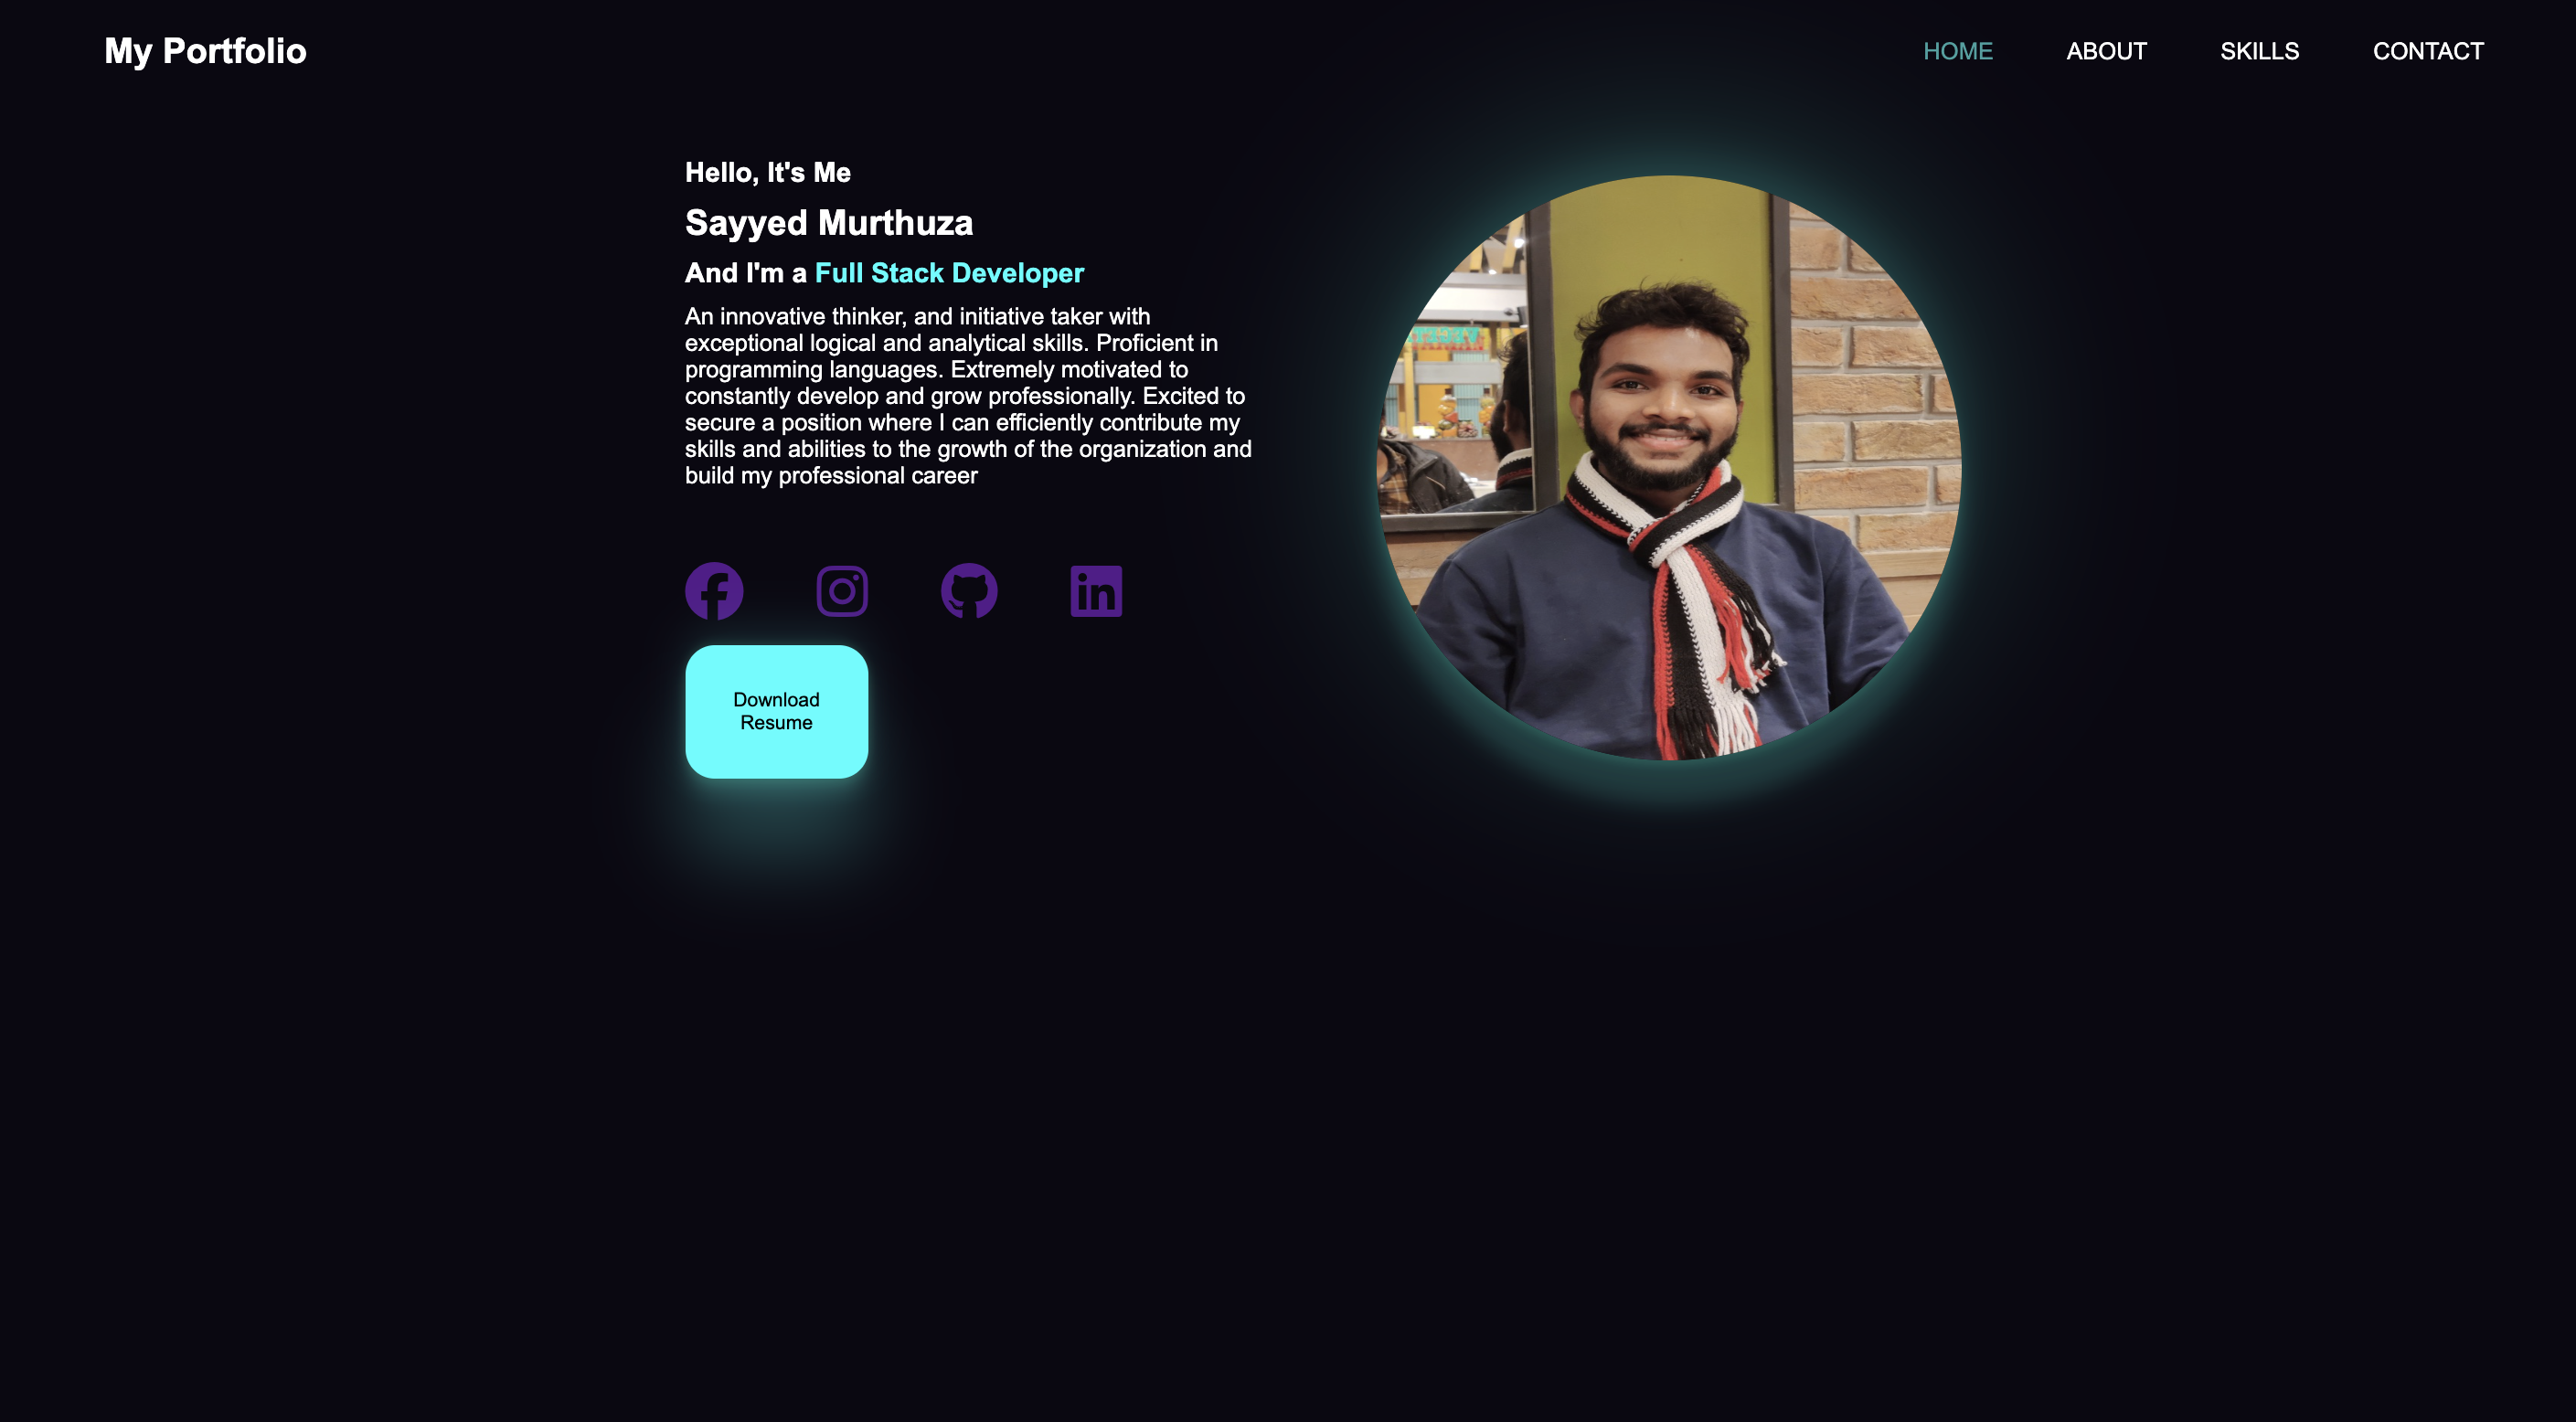 My Portfolio
HOME
ABOUT
SKILLS
CONTACT
Hello, It's Me
Sayyed Murthuza
And I'm a Full Stack Developer
An innovative thinker, and initiative taker with
exceptional logical and analytical skills. Proficient in
programming languages. Extremely motivated to
constantly develop and grow professionally. Excited to
secure a position where I can efficiently contribute my
skills and abilities to the growth of the organization and
build my professional career
Download
Resume